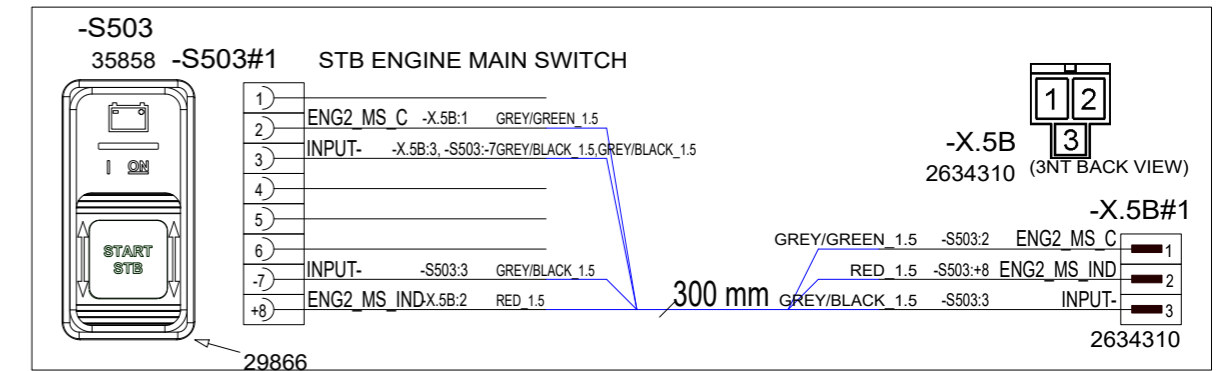 -S503
35858 -S503#1 STB ENGINE MAIN SWITCH
I ON
START
STB
29866
1
2 ENG2_MS_C -X.5B:1 GREY/GREEN_1.5
3 INPUT- -X.5B:3, -S503:-7GREY/BLACK_1.5,GREY/BLACK_1.5
4
5
6
-7 INPUT- -S503:3 GREY/BLACK_1.5
+8 ENG2_MS_IND-X.5B:2 RED_1.5
300 mm
1 2
3
-X.5B
2634310 (3NT BACK VIEW)
-X.5B#1
GREY/GREEN_1.5 -S503:2 ENG2_MS_C 1
RED_1.5 -S503:+8 ENG2_MS_IND 2
GREY/BLACK_1.5 -S503:3 INPUT- 3
2634310